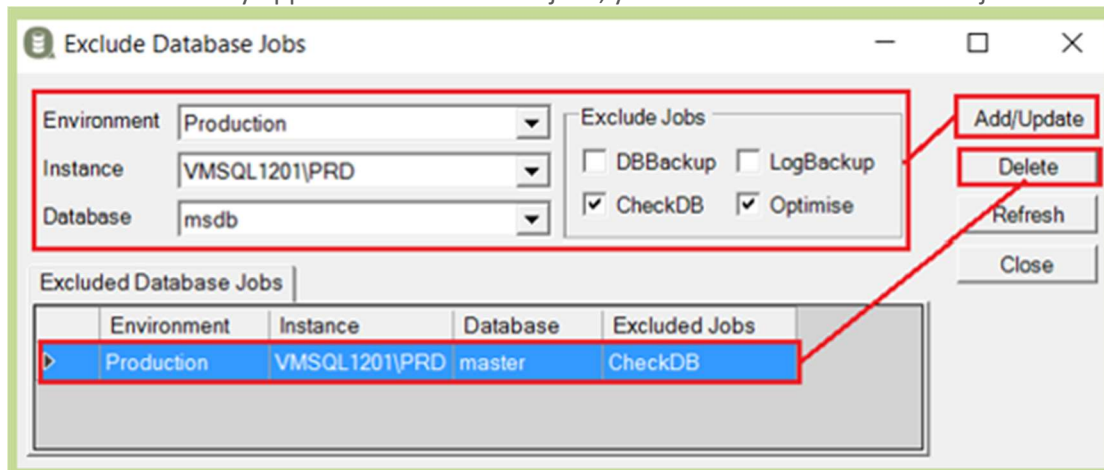 Exclude Database Jobs
Environment Production Exclude Jobs Add/Update
Instance VMSQL1201\PRD DBBackup LogBackup Delete
Database msdb CheckDB Optimise Refresh
Close
Excluded Database Jobs
Environment Instance Database Excluded Jobs
Production VMSQL1201\PRD master CheckDB